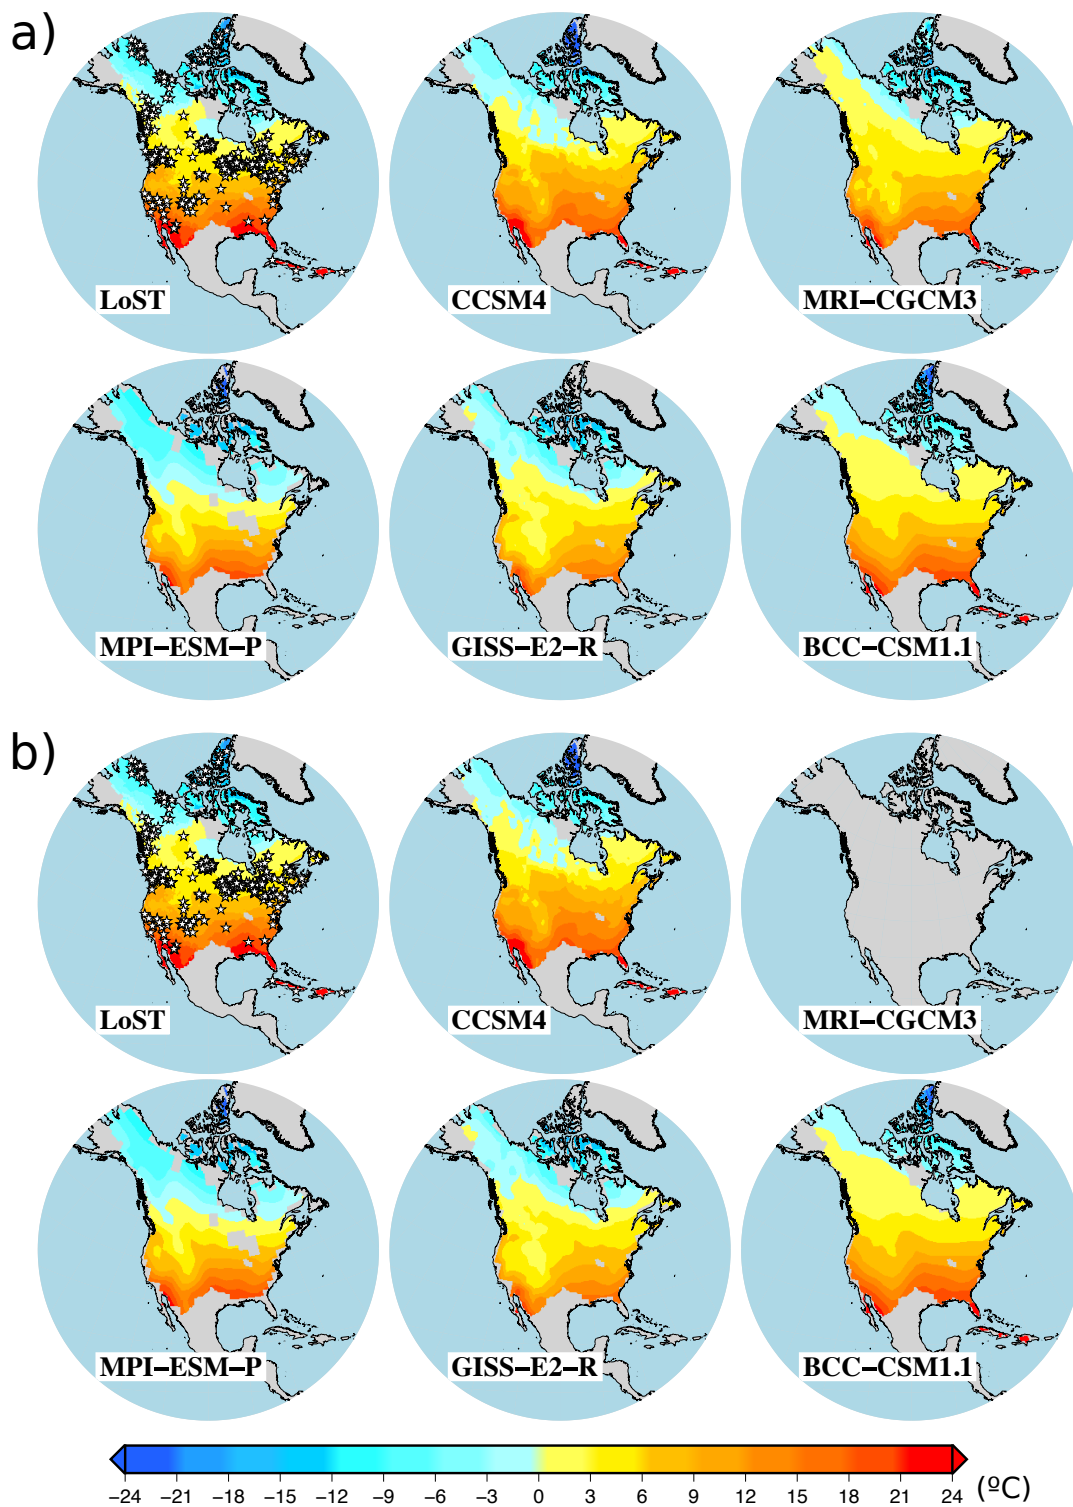 a)
LoST
CCSM4
MRI−CGCM3
MPI−ESM−P
GISS−E2−R
BCC−CSM1.1
b)
LoST
CCSM4
MRI−CGCM3
MPI−ESM−P
GISS−E2−R
BCC−CSM1.1
−24 −21 −18 −15 −12 −9 −6 −3 0 3 6 9 12 15 18 21 24 (ºC)